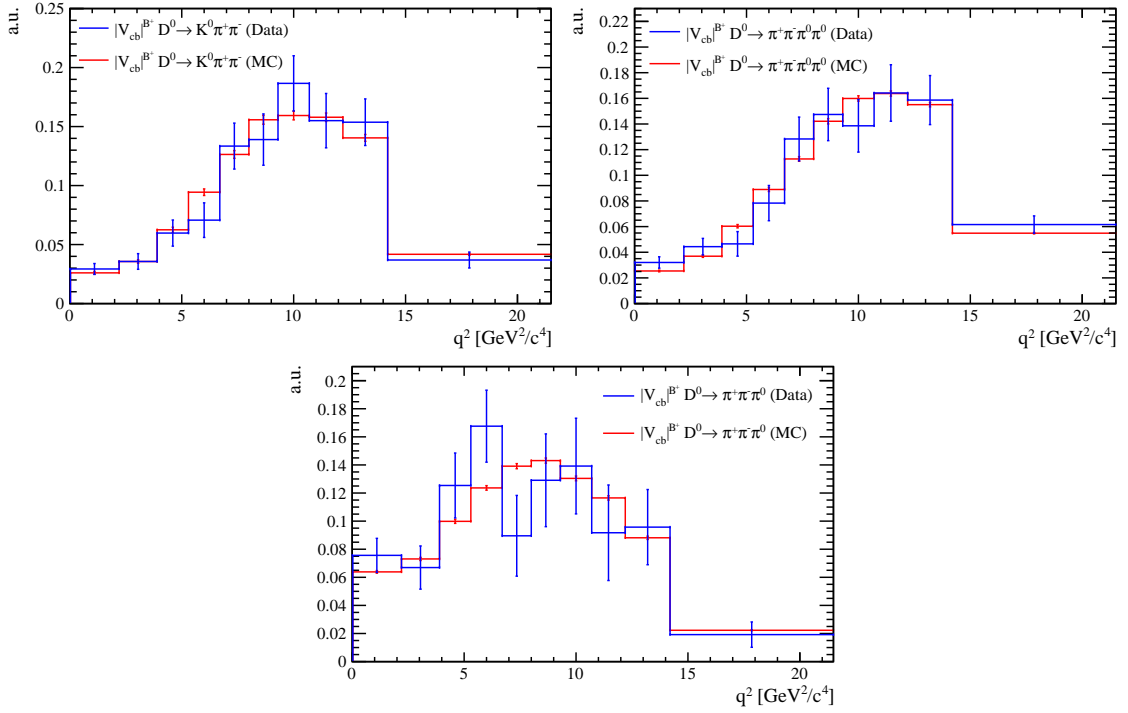 a.u.
|V_cb|^B+ D^0→ K^0π^+π^- (Data)
|V_cb|^B+ D^0→ K^0π^+π^- (MC)
0.25
0.2
0.15
0.1
0.05
0
0 5 10 15 20
q^2 [GeV^2/c^4]
a.u.
|V_cb|^B+ D^0→ π^+π^-π^0π^0 (Data)
|V_cb|^B+ D^0→ π^+π^-π^0π^0 (MC)
0.22
0.2
0.18
0.16
0.14
0.12
0.1
0.08
0.06
0.04
0.02
0
0 5 10 15 20
q^2 [GeV^2/c^4]
a.u.
|V_cb|^B+ D^0→ π^+π^-π^0 (Data)
|V_cb|^B+ D^0→ π^+π^-π^0 (MC)
0.2
0.18
0.16
0.14
0.12
0.1
0.08
0.06
0.04
0.02
0
0 5 10 15 20
q^2 [GeV^2/c^4]